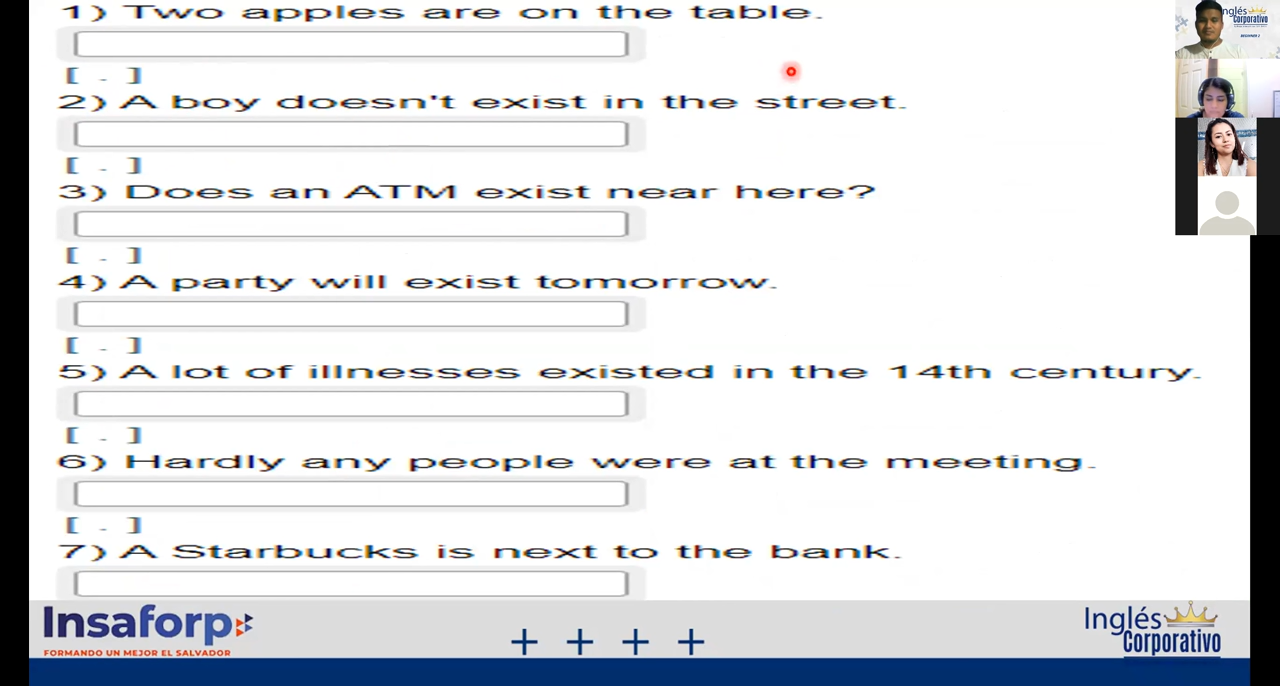 1) Two apples are on the table.
[ . ]
2) A boy doesn't exist in the street.
[ . ]
3) Does an ATM exist near here?
[ . ]
4) A party will exist tomorrow.
[ . ]
5) A lot of illnesses existed in the 14th century.
[ . ]
6) Hardly any people were at the meeting.
[ . ]
7) A Starbucks is next to the bank.
Inglés
Corporativo
Insaforp
FORMANDO UN MEJOR EL SALVADOR
+ + + +
Inglés
Corporativo